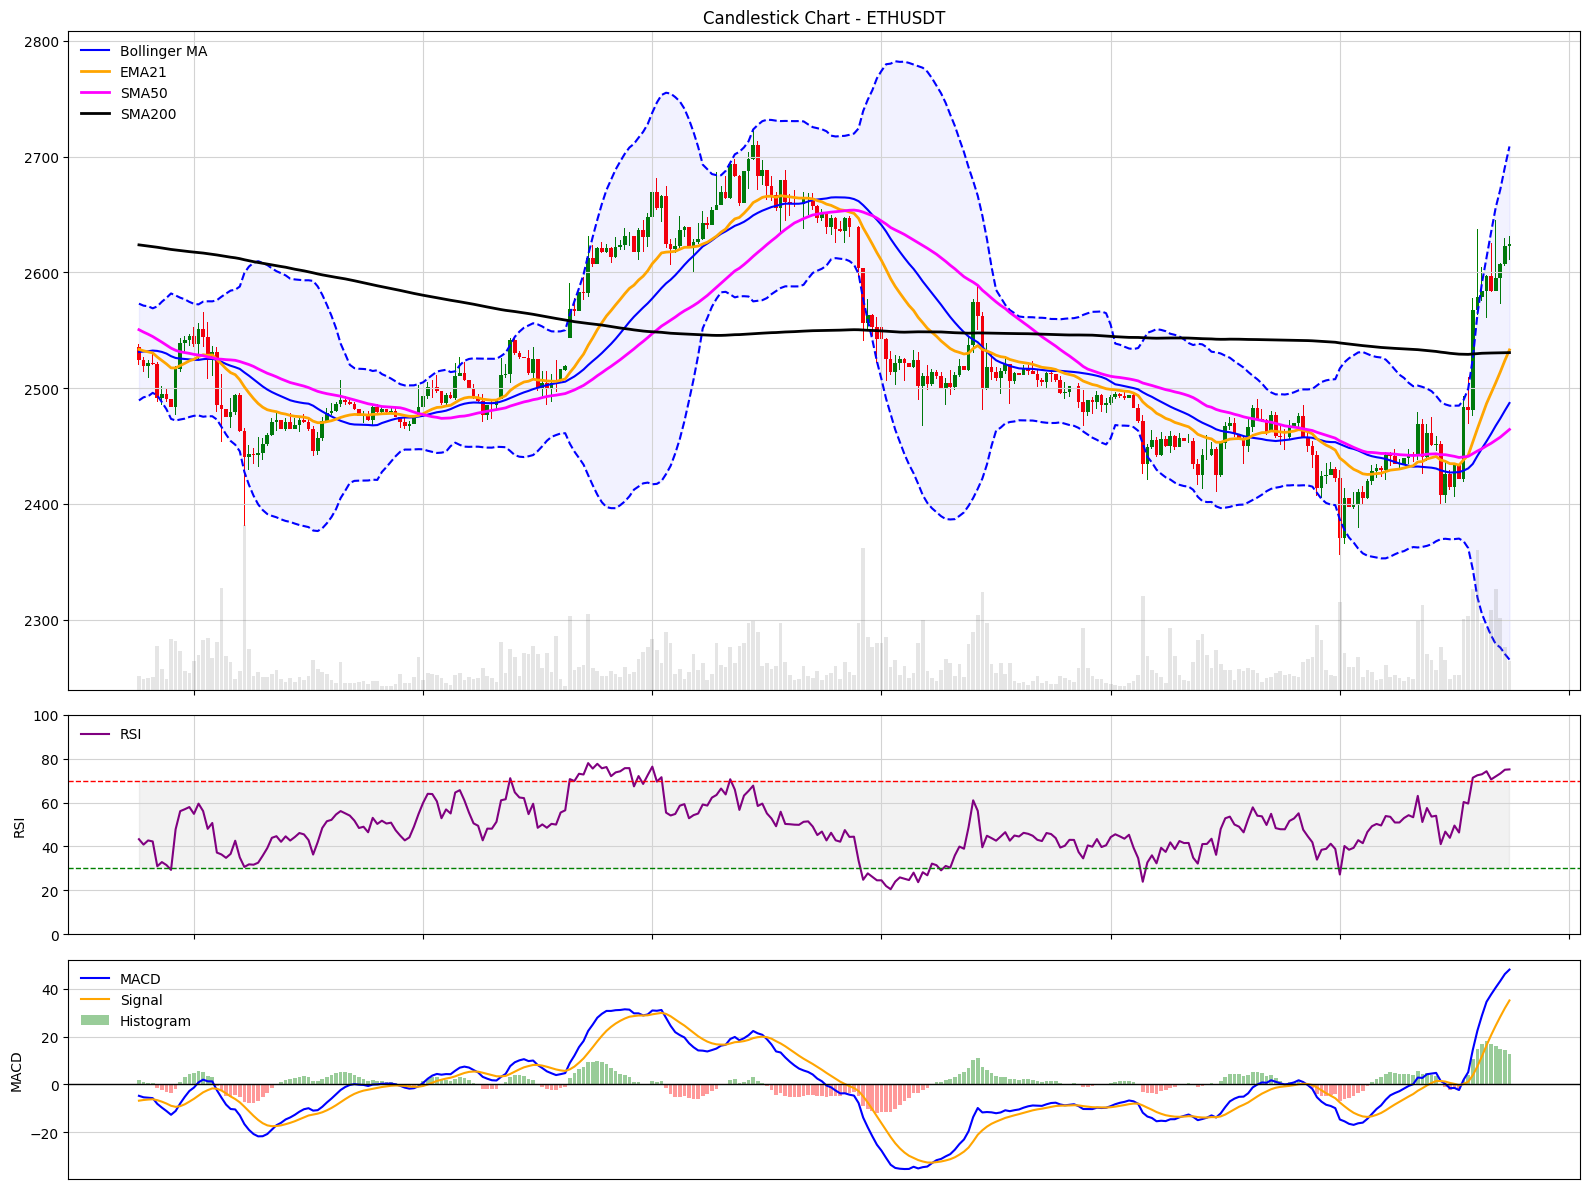 Candlestick Chart - ETHUSDT
2800
2700
2600
2500
2400
2300
Bollinger MA
EMA21
SMA50
SMA200
RSI
100
80
60
40
20
0
RSI
MACD
40
20
0
−20
MACD
Signal
Histogram